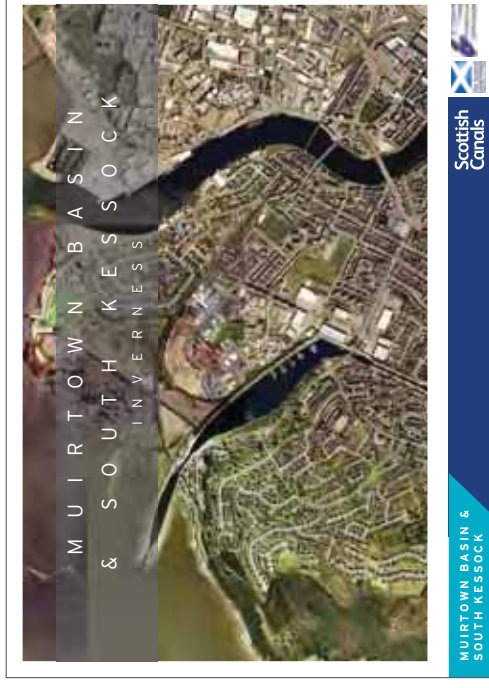 MUIRTOWN BASIN
& SOUTH KESSOCK
INVERNESS
MUIRTOWN BASIN &
SOUTH KESSOCK
Scottish
Canals